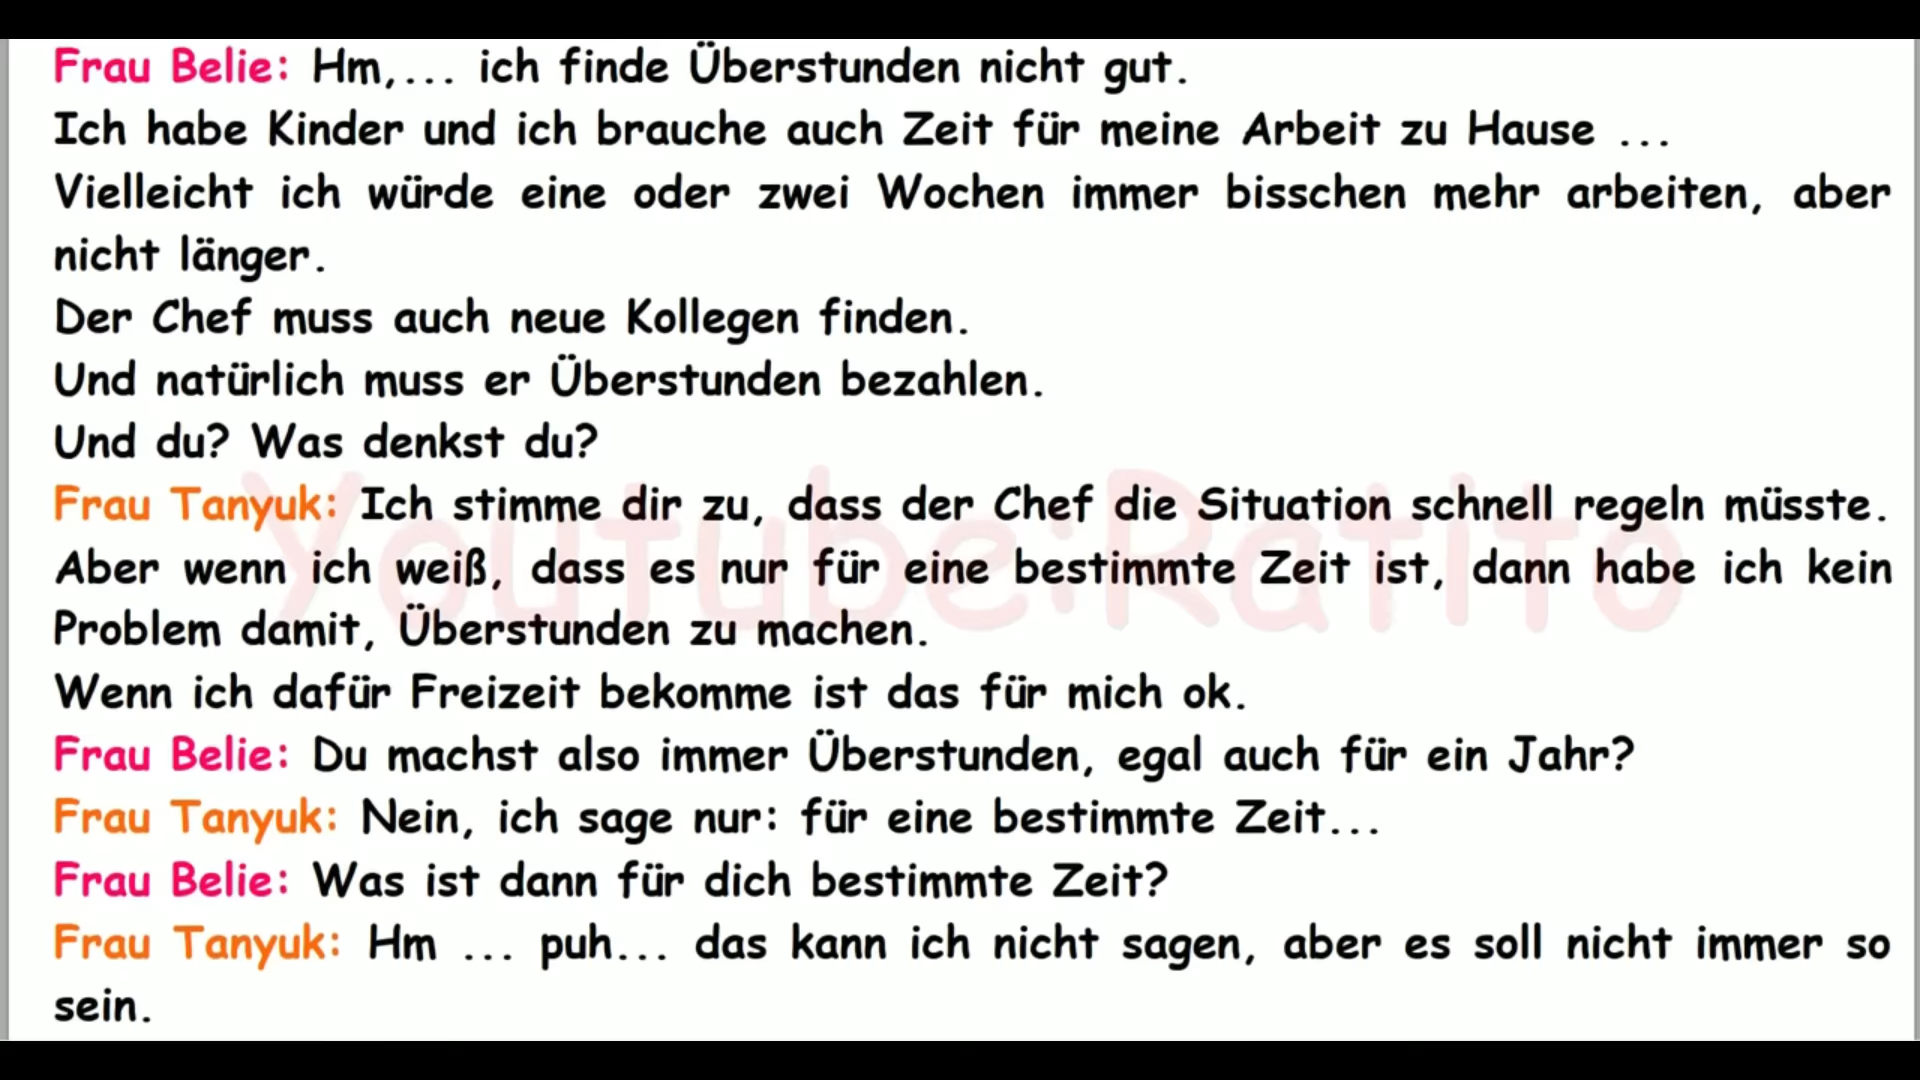 Frau Belie: Hm,... ich finde Überstunden nicht gut.
Ich habe Kinder und ich brauche auch Zeit für meine Arbeit zu Hause ...
Vielleicht ich würde eine oder zwei Wochen immer bisschen mehr arbeiten, aber
nicht länger.
Der Chef muss auch neue Kollegen finden.
Und natürlich muss er Überstunden bezahlen.
Und du? Was denkst du?
Frau Tanyuk: Ich stimme dir zu, dass der Chef die Situation schnell regeln müsste.
Aber wenn ich weiß, dass es nur für eine bestimmte Zeit ist, dann habe ich kein
Problem damit, Überstunden zu machen.
Wenn ich dafür Freizeit bekomme ist das für mich ok.
Frau Belie: Du machst also immer Überstunden, egal auch für ein Jahr?
Frau Tanyuk: Nein, ich sage nur: für eine bestimmte Zeit...
Frau Belie: Was ist dann für dich bestimmte Zeit?
Frau Tanyuk: Hm ... puh... das kann ich nicht sagen, aber es soll nicht immer so
sein.
Youtube:Ratito